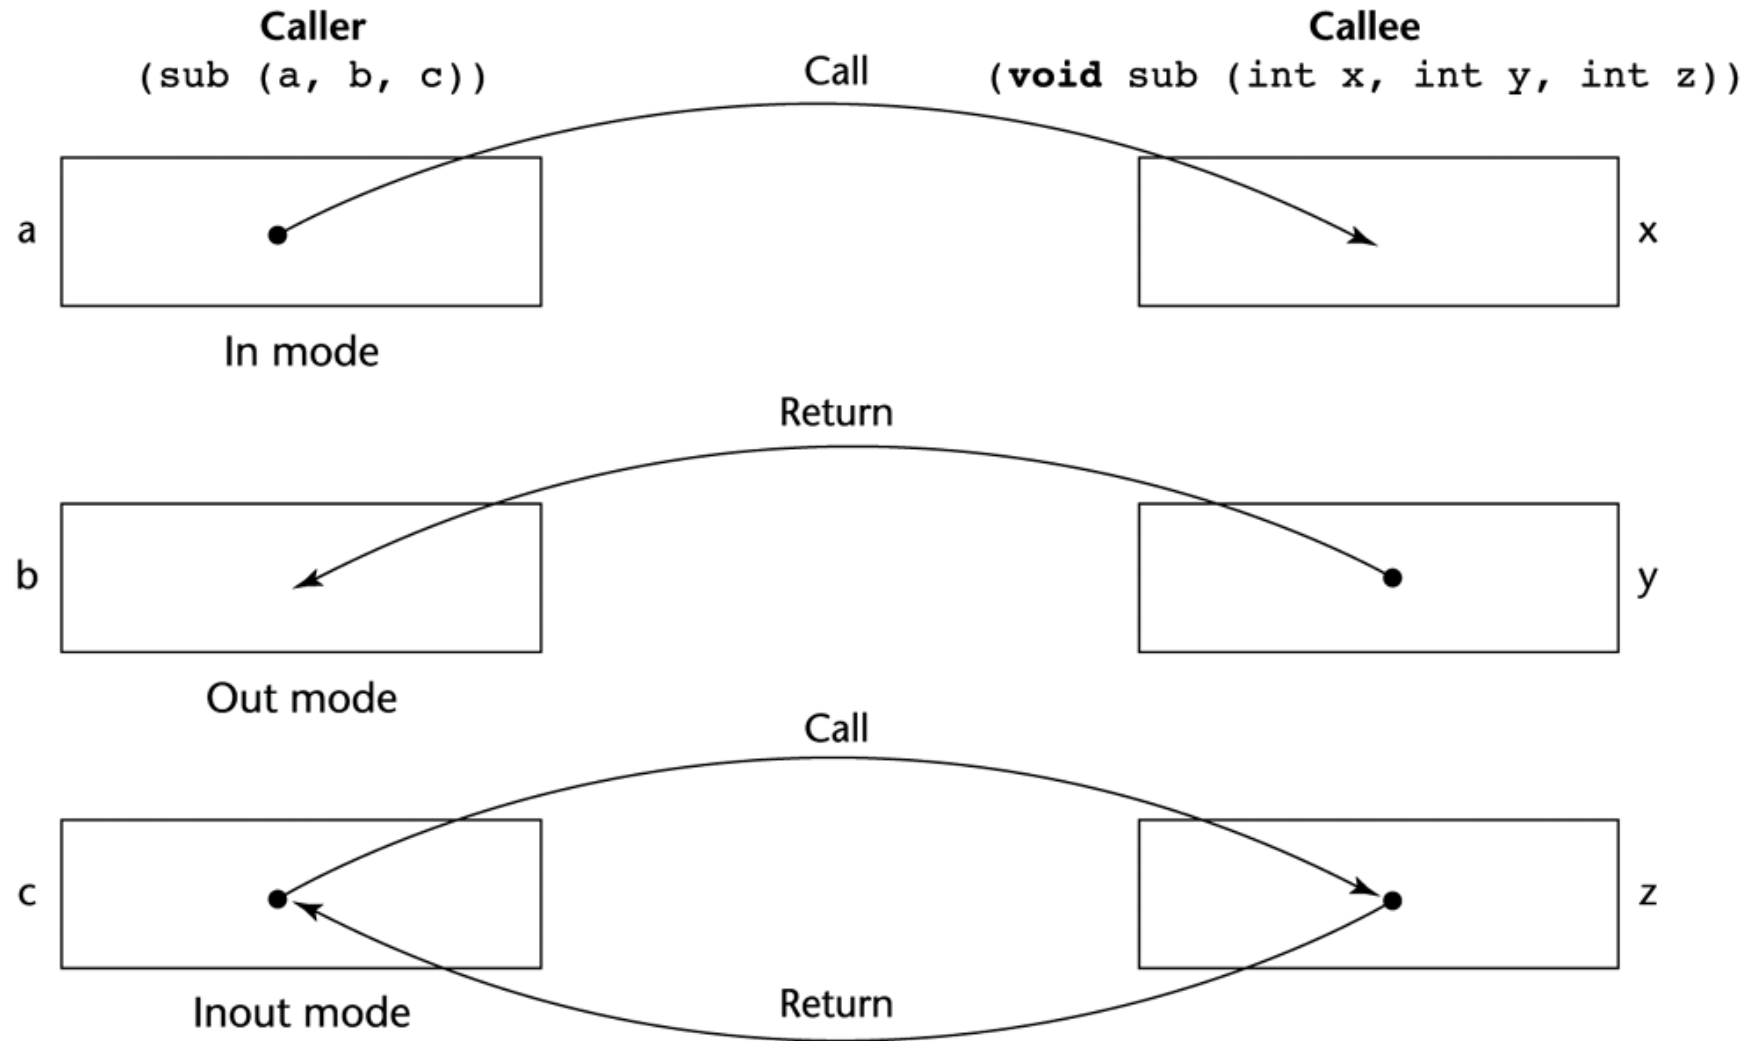 Caller
Callee
(sub (a, b, c))
Call
(void sub (int x, int y, int z))
a
x
In mode
Return
b
y
Out mode
Call
c
z
Inout mode
Return